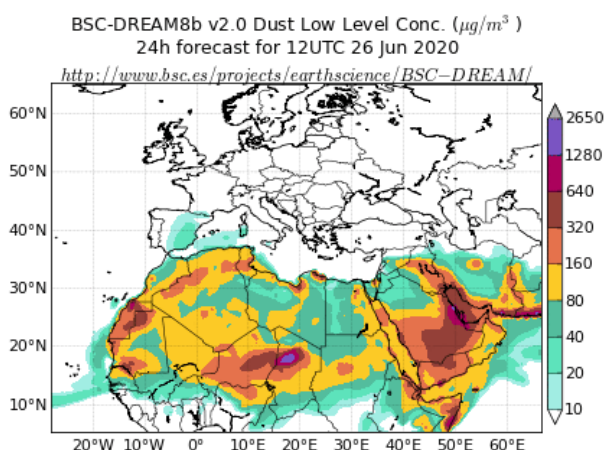 BSC-DREAM8b v2.0 Dust Low Level Conc. (μg/m³ )
24h forecast for 12UTC 26 Jun 2020
http://www.bsc.es/projects/earthscience/BSC−DREAM/
60°N
50°N
40°N
30°N
20°N
10°N
20°W 10°W 0° 10°E 20°E 30°E 40°E 50°E 60°E
2650
1280
640
320
160
80
40
20
10